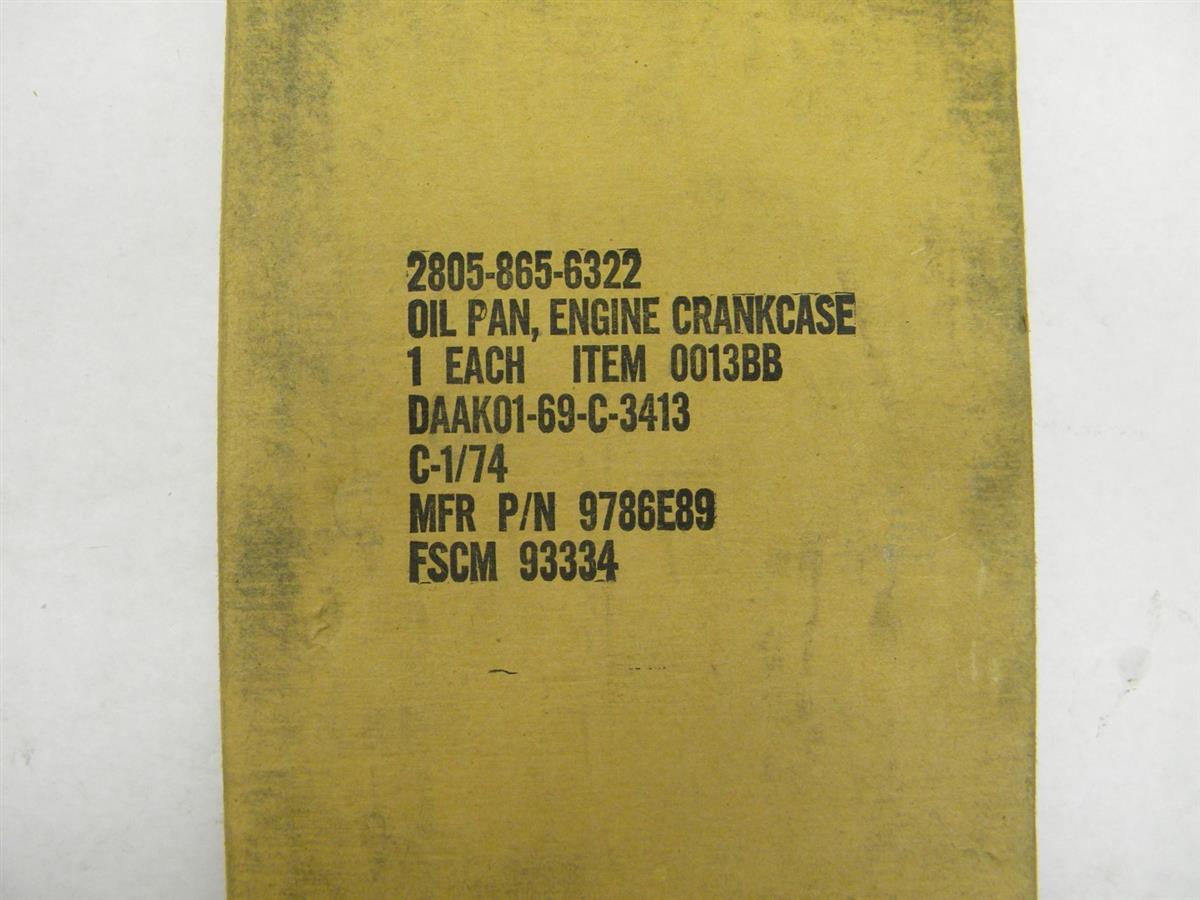 2805-865-6322
OIL PAN, ENGINE CRANKCASE
1 EACH ITEM 0013BB
DAAK01-69-C-3413
C-1/74
MFR P/N 9786E89
FSCM 93334